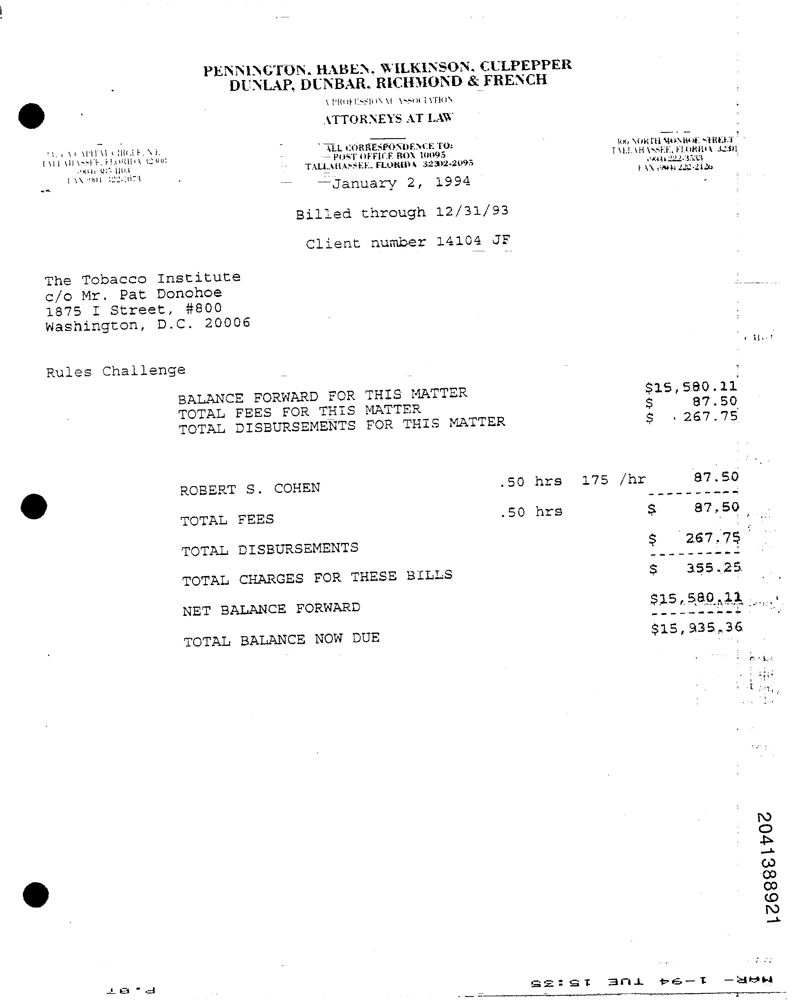 PENNINGTON, HABEN, WILKINSON, CULPEPPER
DUNLAP, DUNBAR, RICHMOND & FRENCH
A PROFESSIONAL ASSOCIATION
ATTORNEYS AT LAW
CAPITAL CIRCLE, N.E.
TALLAHASSEE, FLORIDA
ALL CORRESPONDENCE TO:
POST OFFICE BOX 10095
TALLAHASSEE, FLORIDA 32302-2095
306 NORTH MONROE STREET
TALLAHASSEE, FLORIDA 32301
(904) 222-3533
FAX (904) 222-2126
January 2, 1994
Billed through 12/31/93
Client number 14104 JF
The Tobacco Institute
c/o Mr. Pat Donohoe
1875 I Street, #800
Washington, D.C. 20006
Rules Challenge
BALANCE FORWARD FOR THIS MATTER $15,580.11
TOTAL FEES FOR THIS MATTER $ 87.50
TOTAL DISBURSEMENTS FOR THIS MATTER $ 267.75
ROBERT S. COHEN .50 hrs 175 /hr 87.50
TOTAL FEES .50 hrs $ 87.50
TOTAL DISBURSEMENTS $ 267.75
TOTAL CHARGES FOR THESE BILLS $ 355.25
NET BALANCE FORWARD $15,580.11
TOTAL BALANCE NOW DUE $15,935.36
2041388921
MAR- 1-94 TUE 15:35
P.07